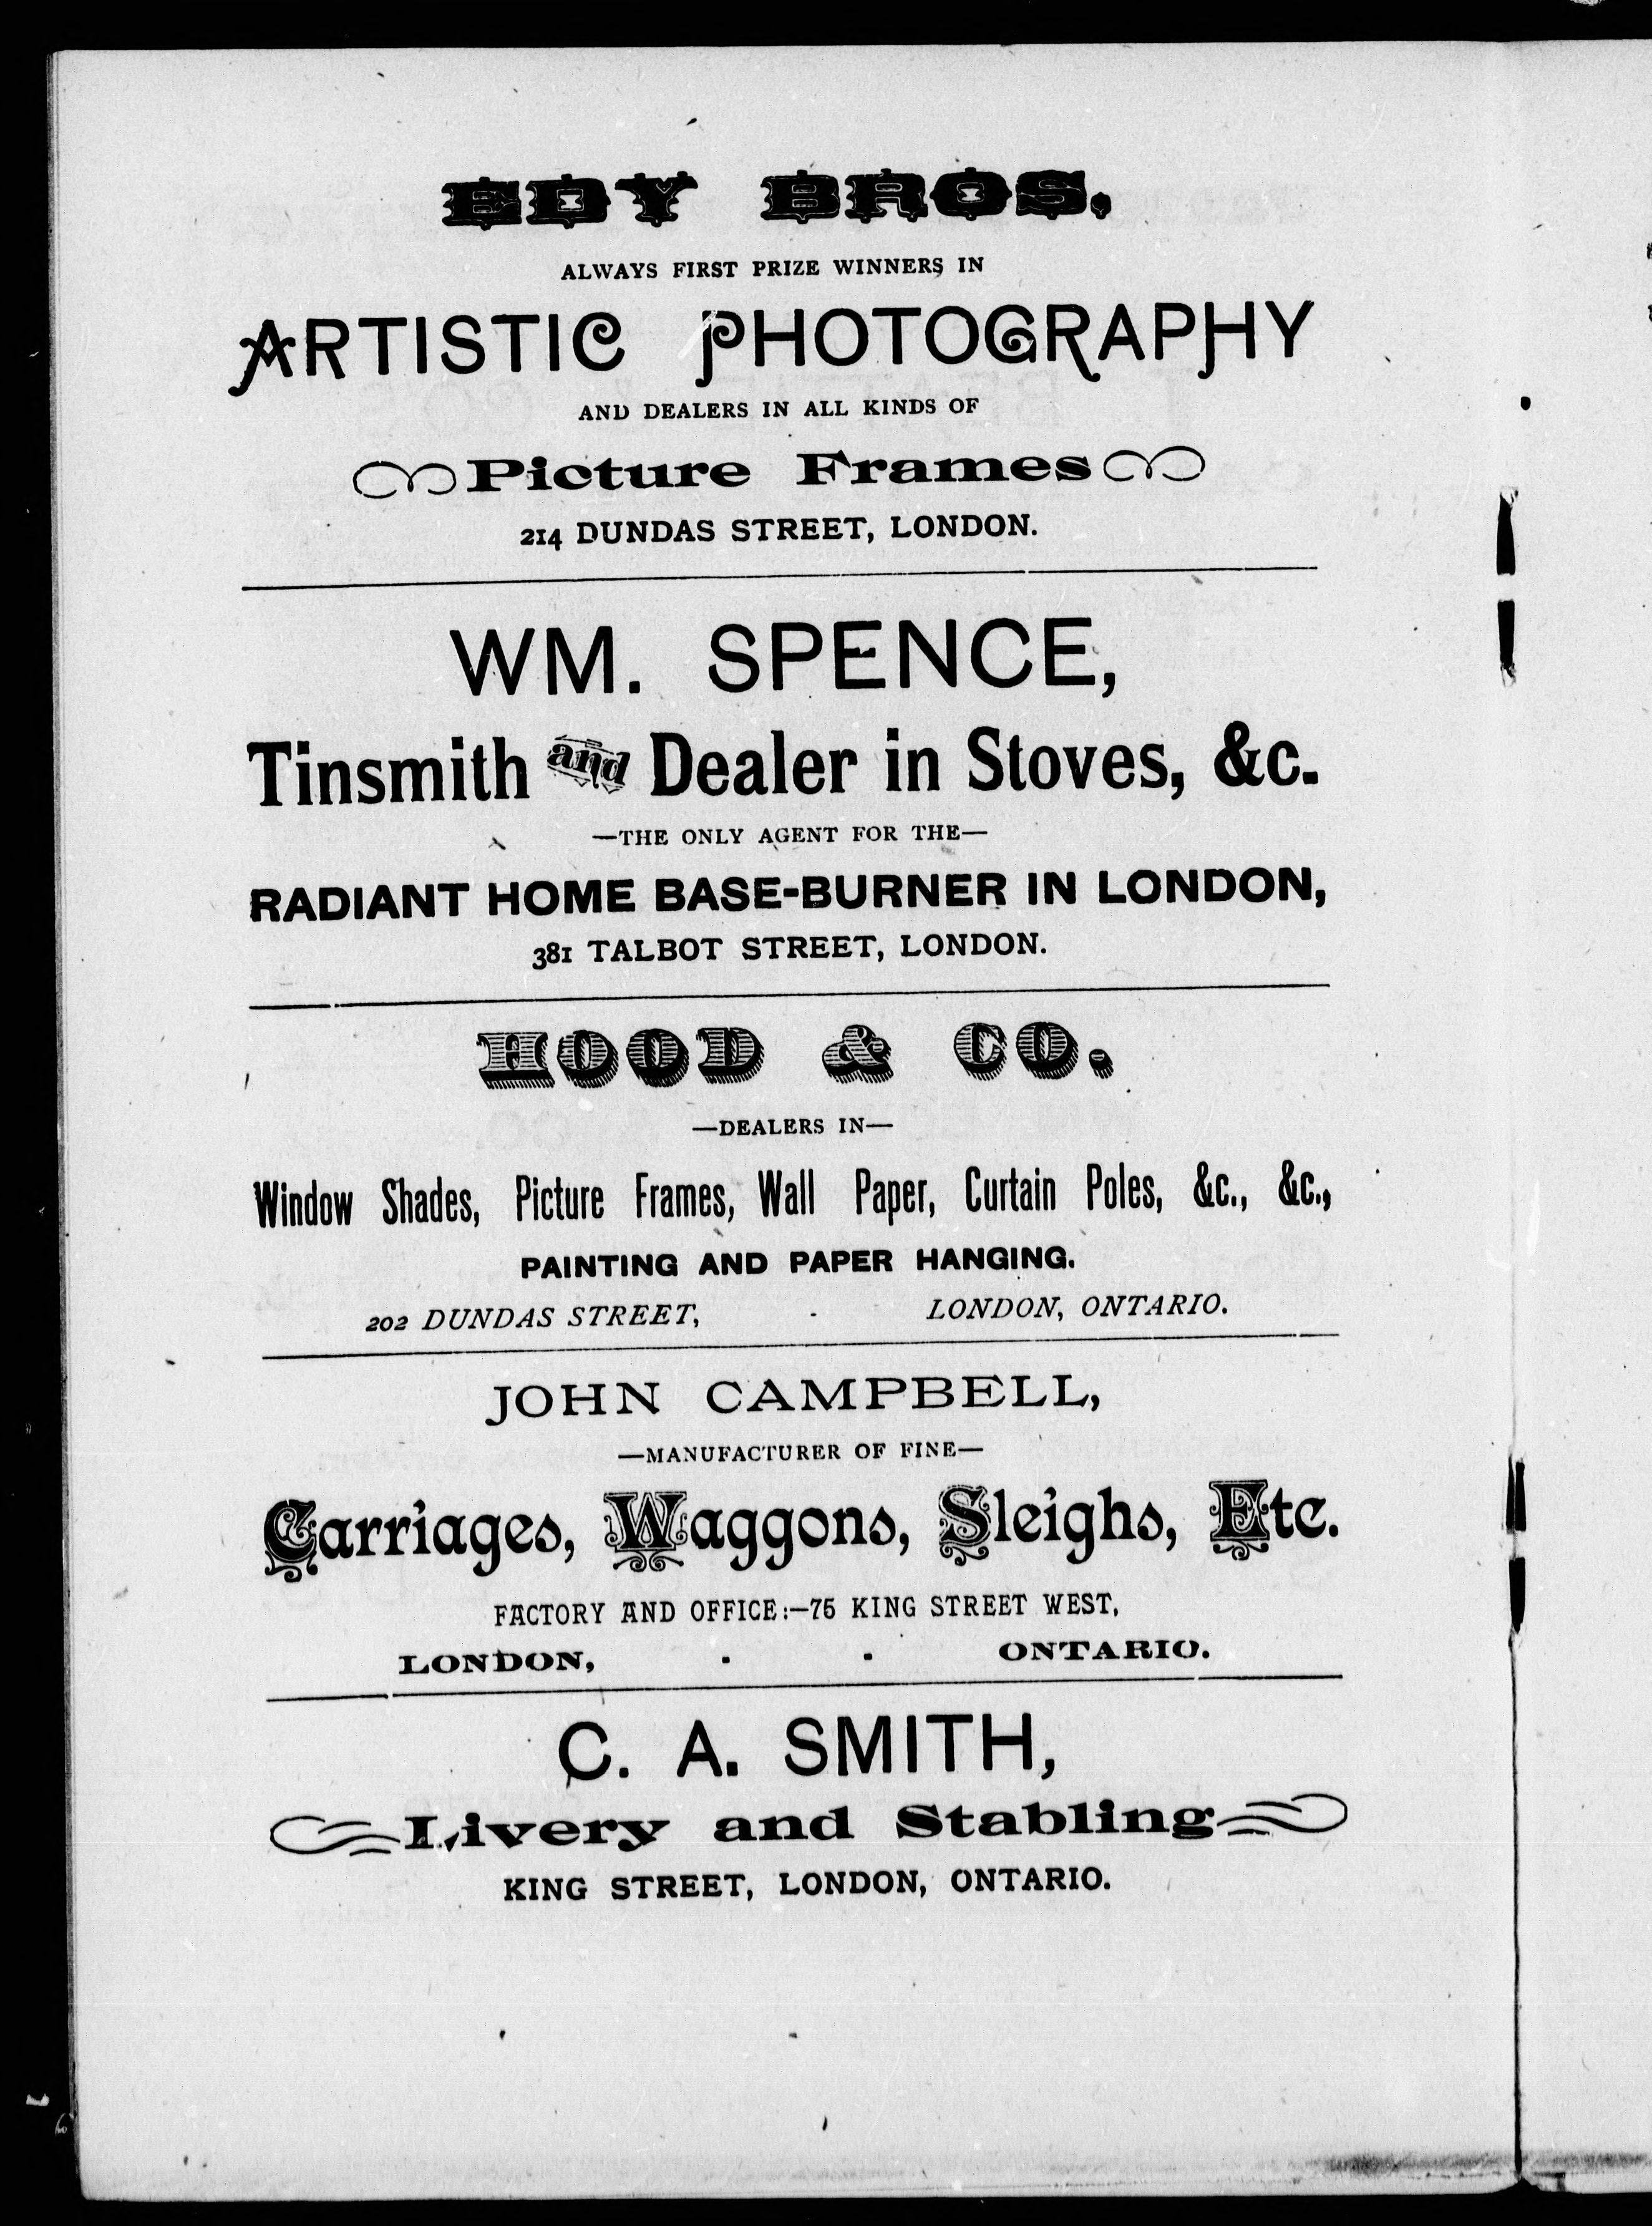 EDY BROS.
ALWAYS FIRST PRIZE WINNERS IN
ARTISTIC PHOTOGRAPHY
AND DEALERS IN ALL KINDS OF
Picture Frames
214 DUNDAS STREET, LONDON.
WM. SPENCE,
Tinsmith and Dealer in Stoves, &c.
—THE ONLY AGENT FOR THE—
RADIANT HOME BASE-BURNER IN LONDON,
381 TALBOT STREET, LONDON.
HOOD & CO.
—DEALERS IN—
Window Shades, Picture Frames, Wall Paper, Curtain Poles, &c., &c.,
PAINTING AND PAPER HANGING.
202 DUNDAS STREET, - LONDON, ONTARIO.
JOHN CAMPBELL,
—MANUFACTURER OF FINE—
Carriages, Waggons, Sleighs, Etc.
FACTORY AND OFFICE:—75 KING STREET WEST,
LONDON, - - ONTARIO.
C. A. SMITH,
Livery and Stabling
KING STREET, LONDON, ONTARIO.